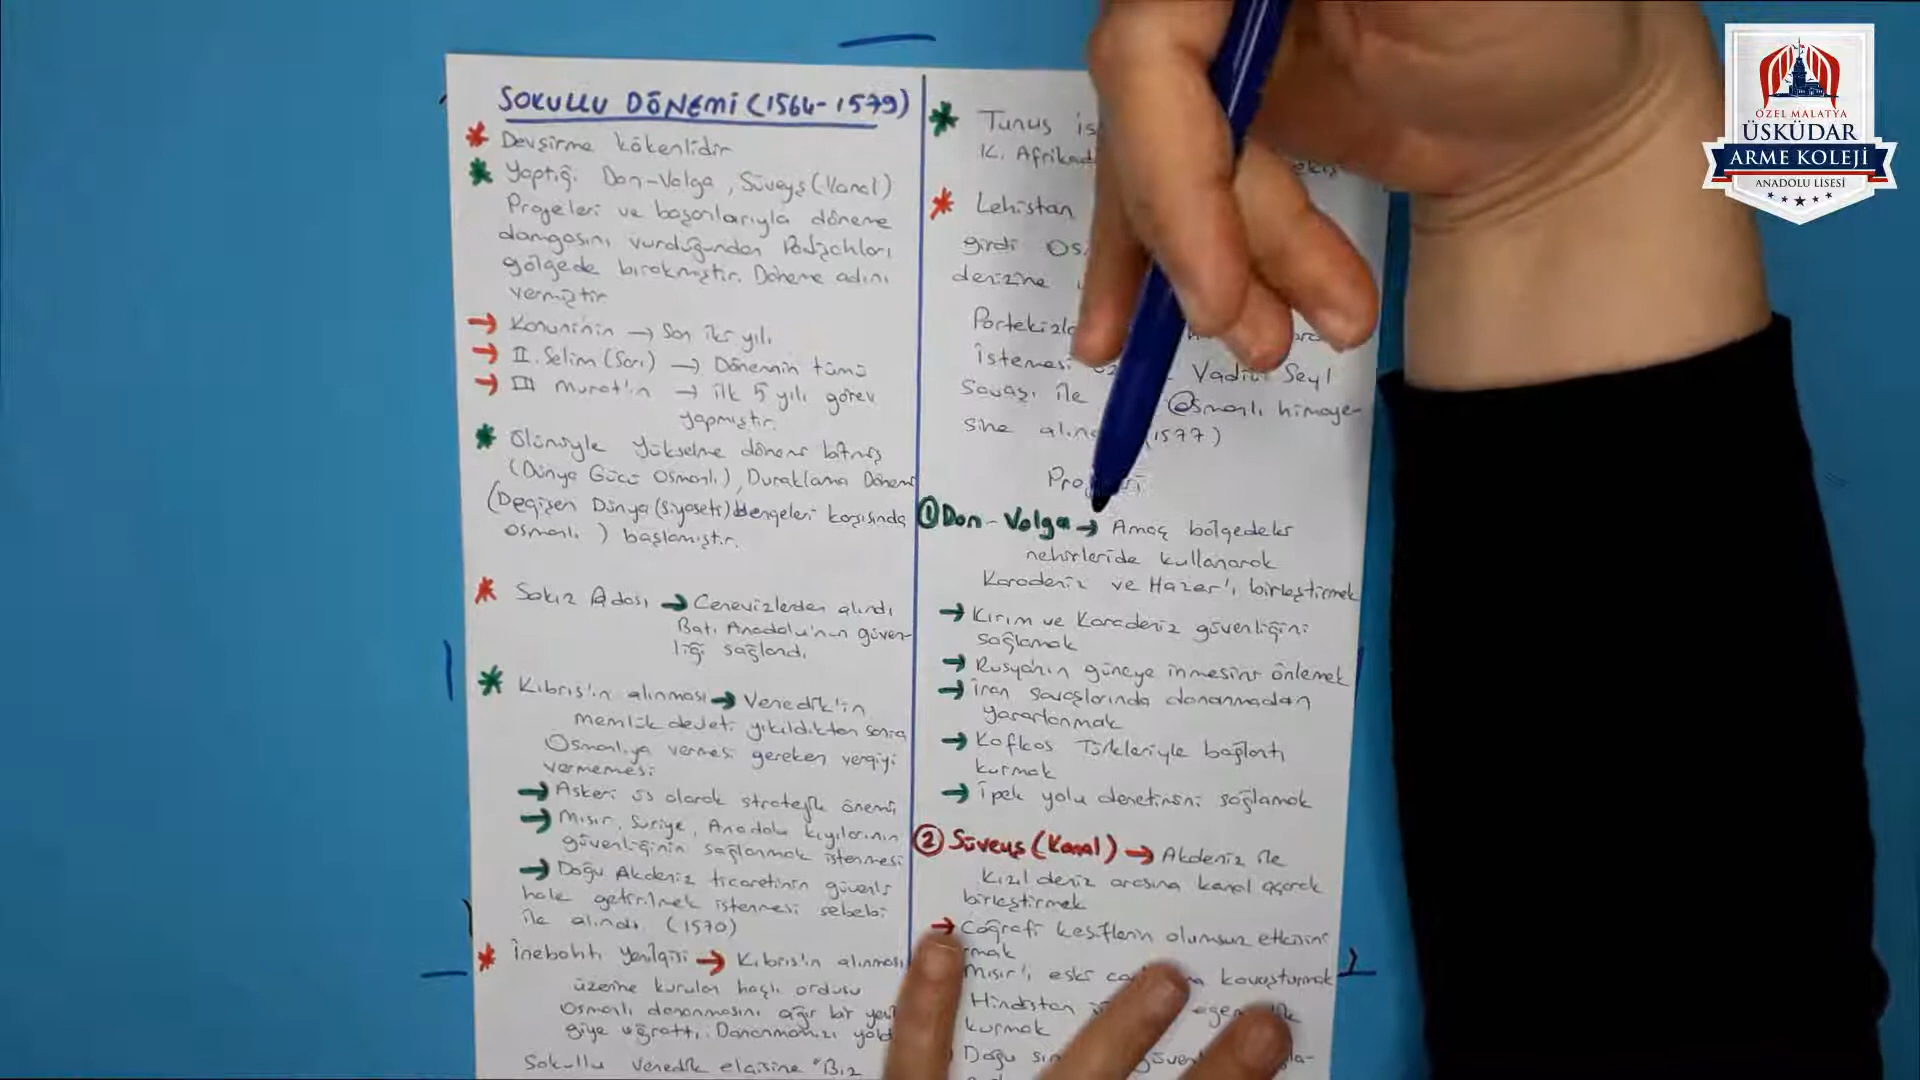 SOKULLU DÖNEMİ (1564-1579)
Devşirme kökenlidir
Yaptığı Don-Volga, Süveyş (Kanal)
Projeleri ve başarılarıyla döneme
damgasını vurduğundan Padişahları
gölgede bırakmıştır. Döneme adını
vermiştir
Kanuni'nin → Son iki yılı
II. Selim (Sarı) → Dönemin tümü
III Murat'ın → ilk 5 yılı görev
yapmıştır.
Ölümüyle Yükselme dönemi bitmiş
(Dünya Gücü Osmanlı), Duraklama Dönemi
(Değişen Dünya (Siyaseti) Dengeleri karşısında
Osmanlı) başlamıştır.
Sakız Adası → Cenevizlerden alındı
Batı Anadolu'nun güven-
liği sağlandı
Kıbrıs'ın alınması → Venedik'in
memlük devleti yıkıldıktan sonra
Osmanlıya vermesi gereken vergiyi
vermemesi
→ Askeri üs olarak stratejik önemi
→ Mısır, Suriye, Anadolu kıyılarının
güvenliğinin sağlanmak istenmesi
→ Doğu Akdeniz ticaretinin güvenli
hale getirilmek istenmesi sebebi
ile alındı. (1570)
İnebahtı Yenilgisi → Kıbrıs'ın alınması
üzerine kurulan haçlı ordusu
Osmanlı donanmasını ağır bir
giye uğrattı. Donanmamızı
Sokullu Venedik elçisine "Biz
Tunus
K.
Lehistan
girdi
denizine
istemesi Vadi's Seyl
Savaşı ile Osmanlı himaye-
sine (1577)
① Don-Volga → Amaç bölgedeki
nehirleride kullanarak
Karadeniz ve Hazar'ı birleştirmek
→ Kırım ve Karadeniz güvenliğini
sağlamak
→ Rusya'nın güneye inmesini önlemek
→ İran savaşlarında donanmadan
yararlanmak
→ Kafkas Türkleriyle bağlantı
kurmak
→ İpek yolu denetimini sağlamak
② Süveyş (Kanal) → Akdeniz ile
Kızıl deniz arasına kanal açarak
birleştirmek
→ Coğrafi keşiflerin olumsuz etkisini
Mısır'ı eski kavuşturmak
Hindistan
kurmak
Doğu
ÖZEL MALATYA
ÜSKÜDAR
ARME KOLEJİ
ANADOLU LİSESİ